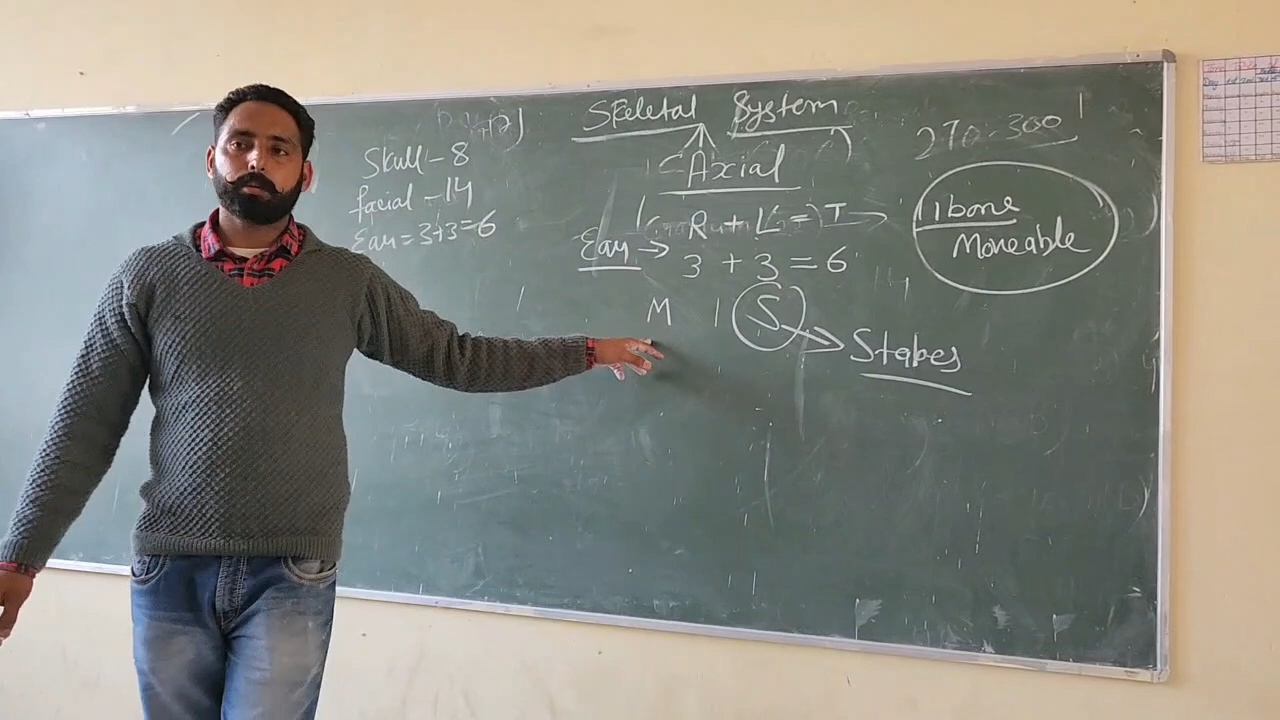 Skeletal System
Axial
270-300
Skull - 8
facial - 14
Ear = 3+3=6
R + L = T →
Ear →
3 + 3 = 6
1 bone
Moveable
M I S
Stapes